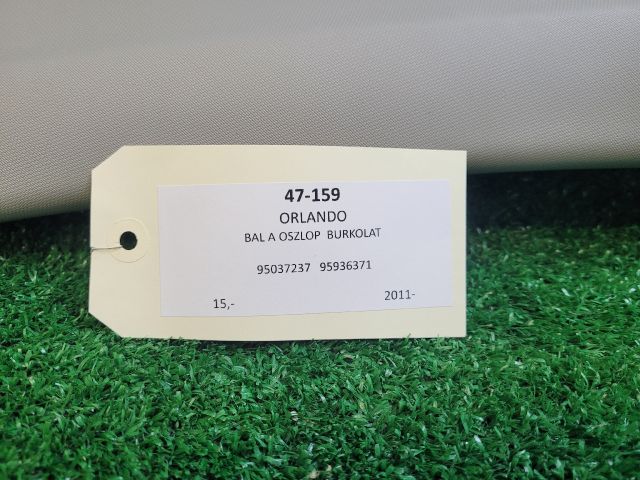 47-159
ORLANDO
BAL A OSZLOP BURKOLAT
95037237 95936371
15,- 2011-